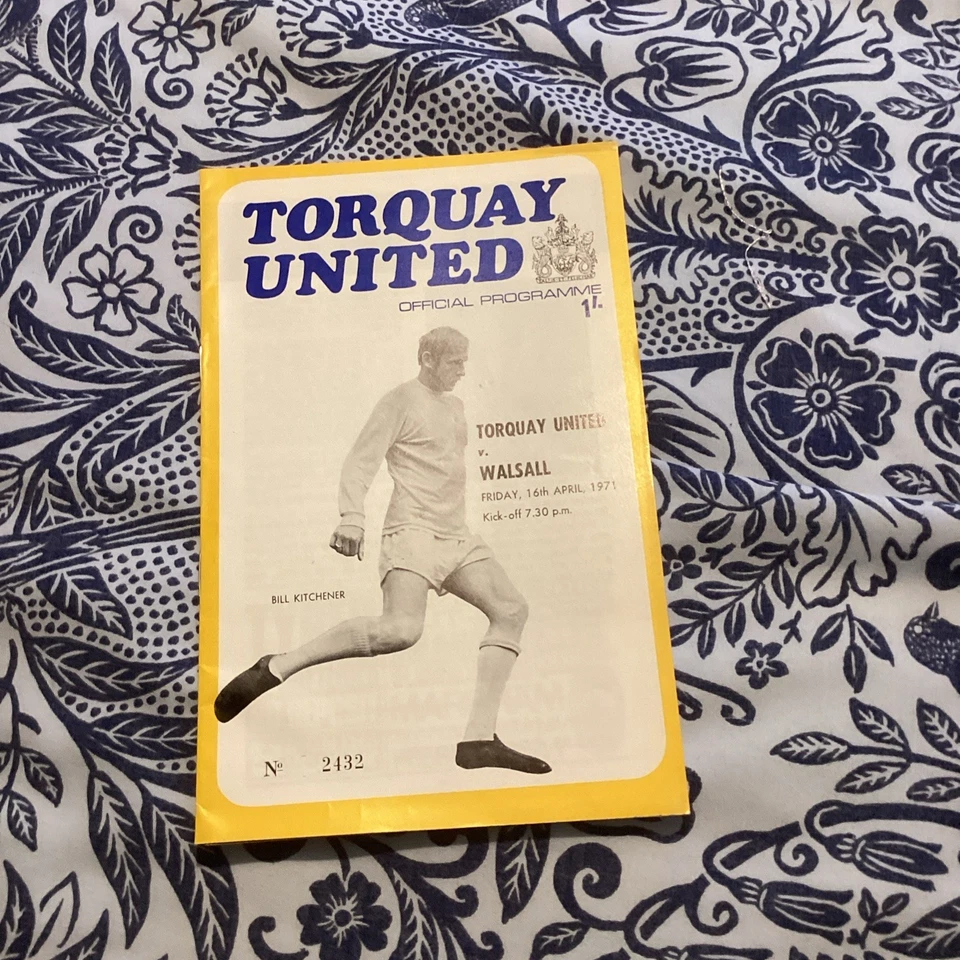 TORQUAY
UNITED
OFFICIAL PROGRAMME
1/-
TORQUAY UNITED
v.
WALSALL
FRIDAY, 16th APRIL, 1971
Kick-off 7.30 p.m.
BILL KITCHENER
Nº 2432